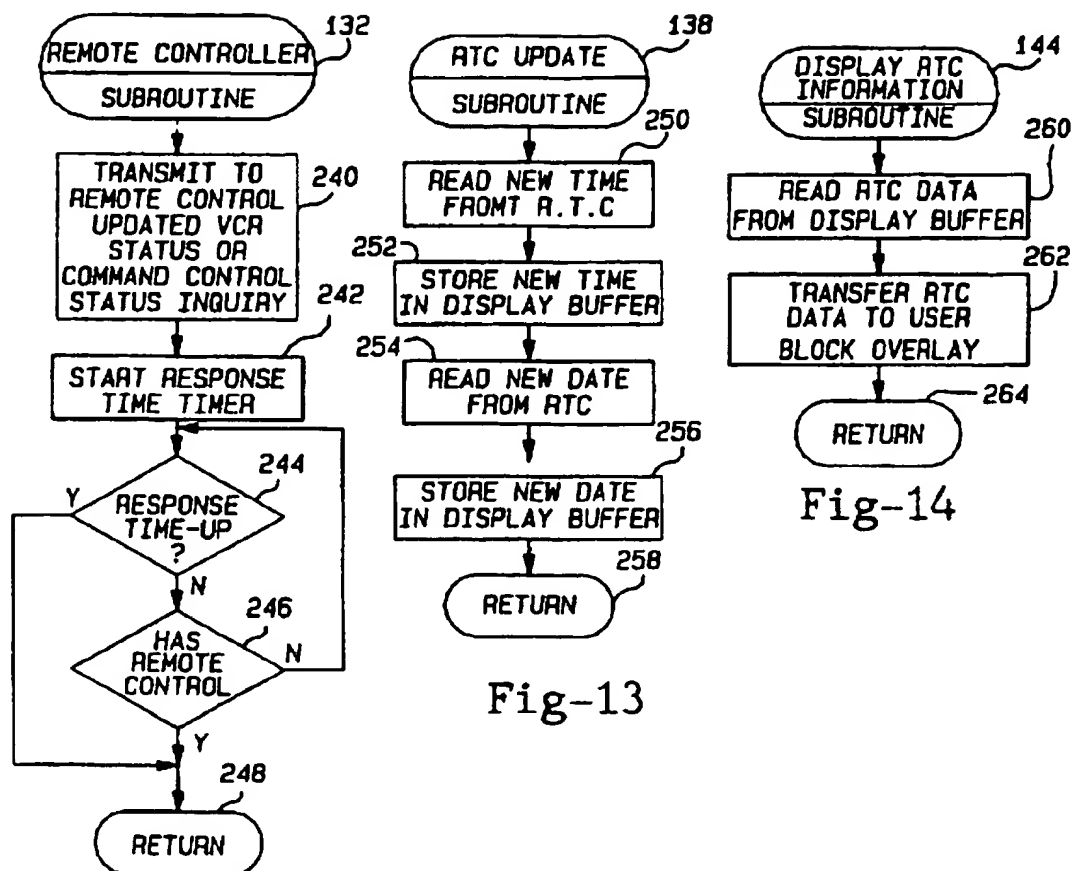 132
REMOTE CONTROLLER
SUBROUTINE
240
TRANSMIT TO
REMOTE CONTROL
UPDATED VCR
STATUS OR
COMMAND CONTROL
STATUS INQUIRY
242
START RESPONSE
TIME TIMER
244
Y
RESPONSE
TIME-UP
?
N
246
HAS
REMOTE
CONTROL
N
Y
248
RETURN
138
RTC UPDATE
SUBROUTINE
250
READ NEW TIME
FROMT R.T.C
252
STORE NEW TIME
IN DISPLAY BUFFER
254
READ NEW DATE
FROM RTC
256
STORE NEW DATE
IN DISPLAY BUFFER
258
RETURN
Fig-13
144
DISPLAY RTC
INFORMATION
SUBROUTINE
260
READ RTC DATA
FROM DISPLAY BUFFER
262
TRANSFER RTC
DATA TO USER
BLOCK OVERLAY
264
RETURN
Fig-14